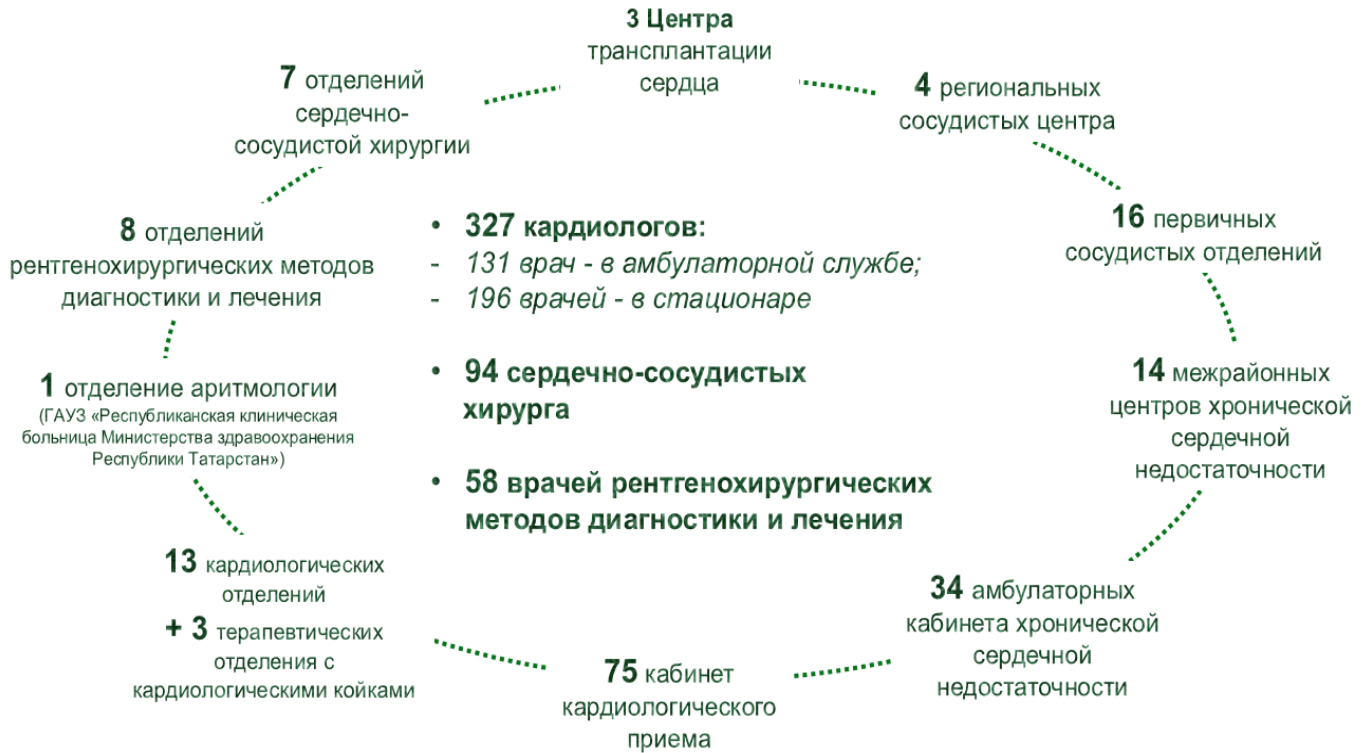 3 Центра
трансплантации
сердца
4 региональных
сосудистых центра
16 первичных
сосудистых отделений
14 межрайонных
центров хронической
сердечной
недостаточности
34 амбулаторных
кабинета хронической
сердечной
недостаточности
75 кабинет
кардиологического
приема
13 кардиологических
отделений
+ 3 терапевтических
отделения с
кардиологическими койками
1 отделение аритмологии
(ГАУЗ «Республиканская клиническая
больница Министерства здравоохранения
Республики Татарстан»)
8 отделений
рентгенохирургических методов
диагностики и лечения
7 отделений
сердечно-
сосудистой хирургии
• 327 кардиологов:
- 131 врач - в амбулаторной службе;
- 196 врачей - в стационаре
• 94 сердечно-сосудистых
хирурга
• 58 врачей рентгенохирургических
методов диагностики и лечения